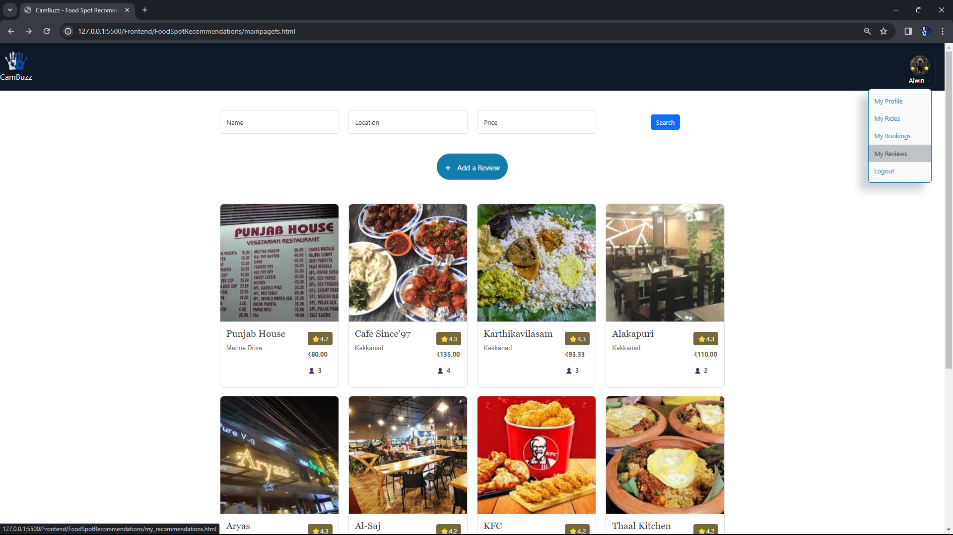 CamBuzz - Food Spot Recomm
127.0.0.1:5500/Frontend/FoodSpotRecommendations/mainpagefs.html
CamBuzz
Alwin
My Profile
My Rides
My Bookings
My Reviews
Logout
Name
Location
Price
Search
+ Add a Review
PUNJAB HOUSE
VEGETARIAN RESTAURANT
Punjab House
4.7
Merine Drive
₹80.00
3
Cafe Since'97
4.3
Kakkanad
₹135.00
4
Karthikavilasam
4.3
Kakkanad
₹93.33
3
Alakapuri
4.3
Kakkanad
₹110.00
2
Aryas
KFC
Aryas
4.3
Al-Saj
4.2
KFC
4.2
Thaal Kitchen
4.2
127.0.0.1:5500/Frontend/FoodSpotRecommendations/my_recommendations.html